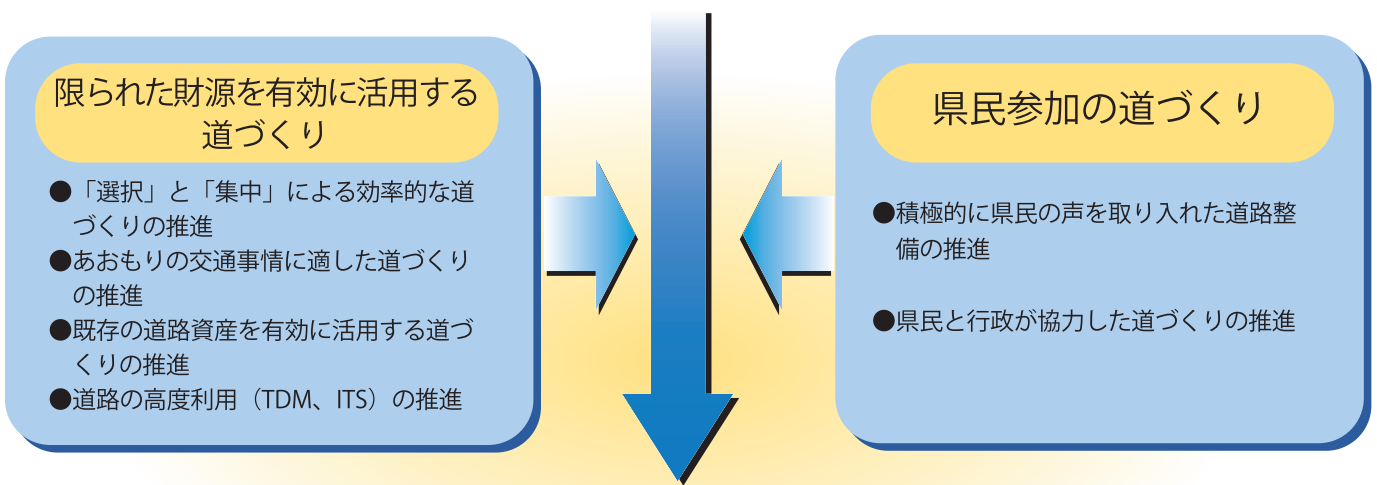 限られた財源を有効に活用する
道づくり
●「選択」と「集中」による効率的な道
づくりの推進
●あおもりの交通事情に適した道づくり
の推進
●既存の道路資産を有効に活用する道づ
くりの推進
●道路の高度利用（TDM、ITS）の推進
県民参加の道づくり
●積極的に県民の声を取り入れた道路整
備の推進
●県民と行政が協力した道づくりの推進